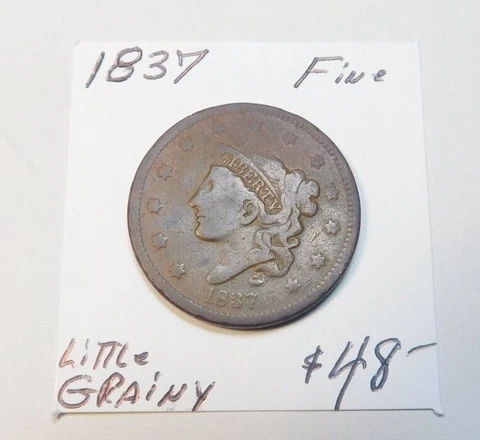 1837 Fine
LIBERTY
1837
Little $48-
GRAINY